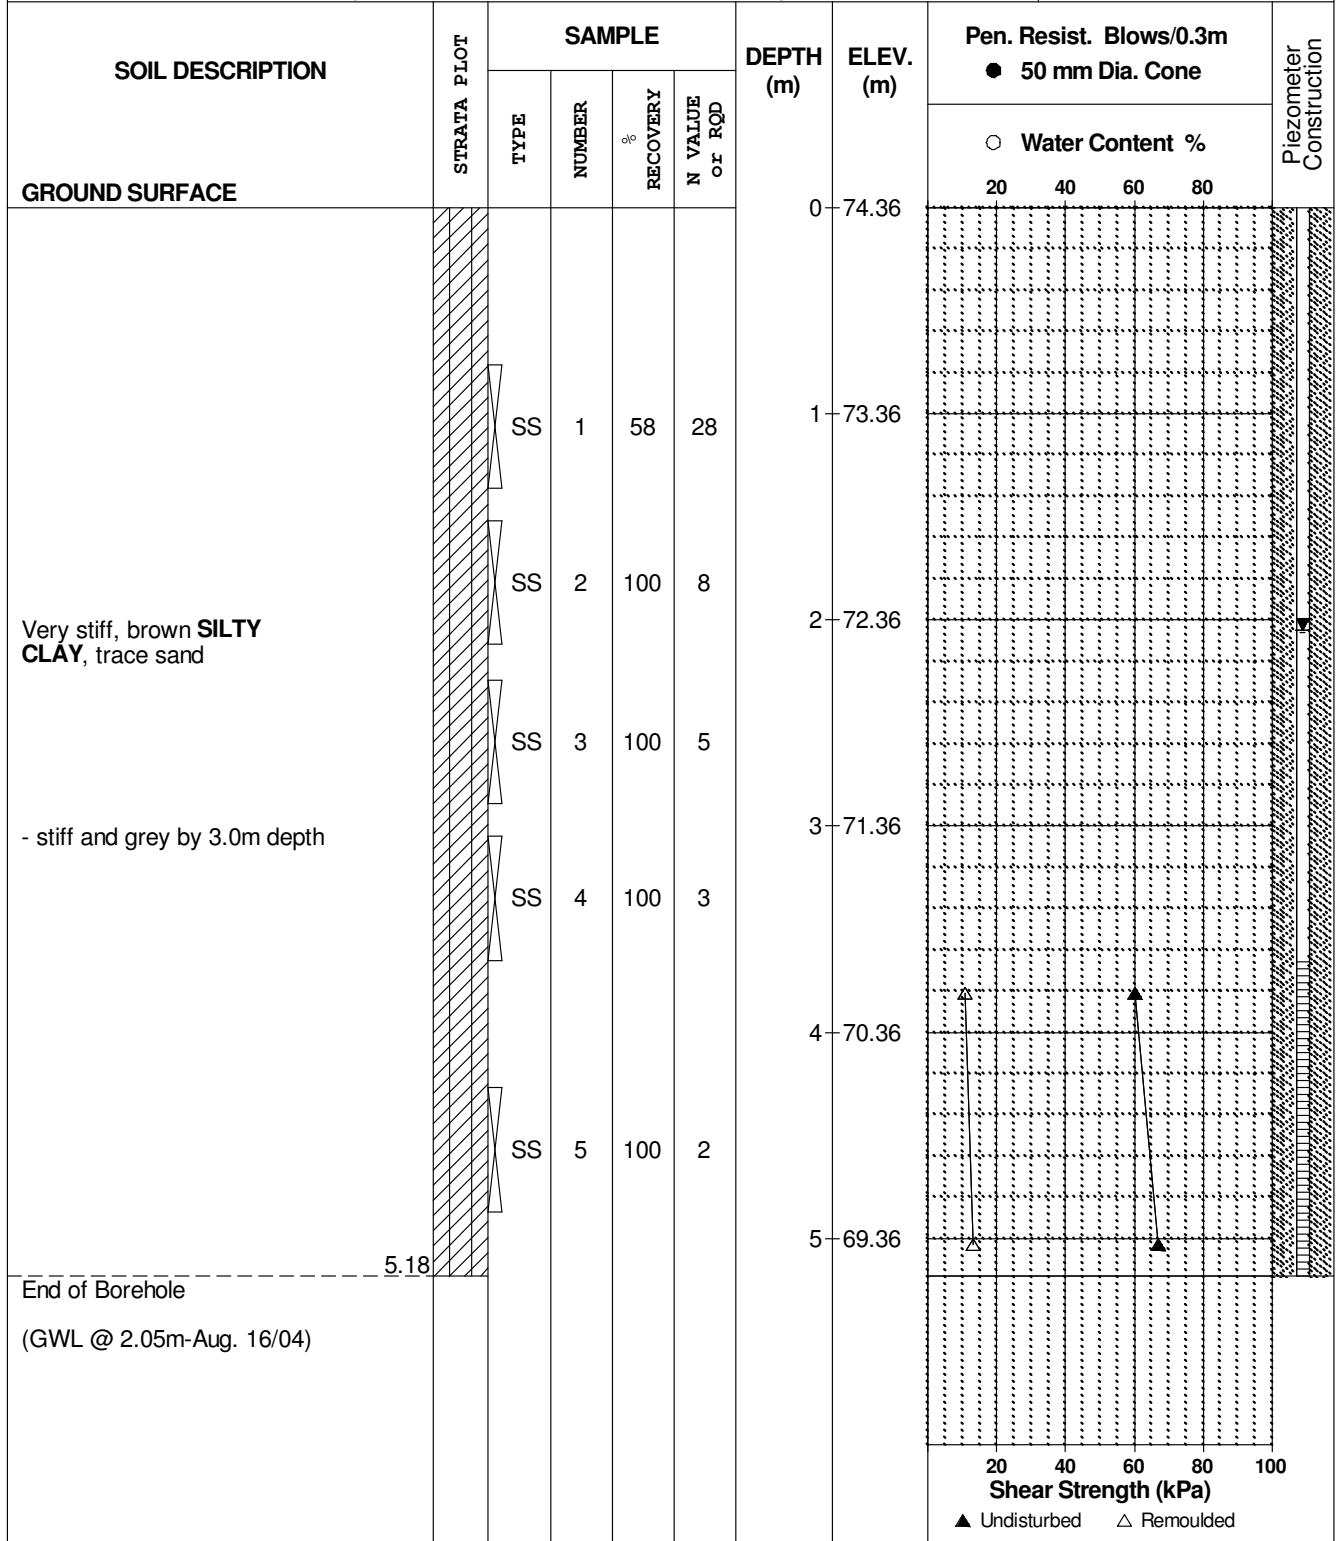 SOIL DESCRIPTION
GROUND SURFACE
STRATA PLOT
SAMPLE
TYPE
NUMBER
%
RECOVERY
N VALUE
or RQD
DEPTH
(m)
ELEV.
(m)
Pen. Resist. Blows/0.3m
● 50 mm Dia. Cone
○ Water Content %
20 40 60 80
Piezometer
Construction
0 74.36
SS 1 58 28
1 73.36
SS 2 100 8
2 72.36
Very stiff, brown SILTY
CLAY, trace sand
SS 3 100 5
3 71.36
- stiff and grey by 3.0m depth
SS 4 100 3
4 70.36
SS 5 100 2
5 69.36
5.18
End of Borehole
(GWL @ 2.05m-Aug. 16/04)
20 40 60 80 100
Shear Strength (kPa)
▲ Undisturbed △ Remoulded